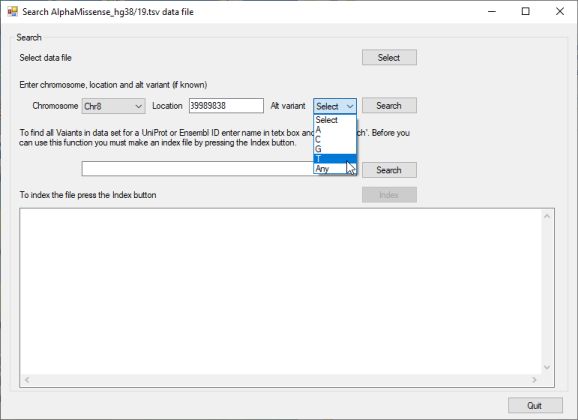 Search AlphaMissense_hg38/19.tsv data file
Search
Select data file
Select
Enter chromosome, location and alt variant (if known)
Chromosome Chr8 Location 39989838 Alt variant Select Search
Select
A
C
G
T
Any
To find all Vaiants in data set for a UniProt or Ensembl ID enter name in tetx box and ch'. Before you
can use this function you must make an index file by pressing the Index button.
Search
To index the file press the Index button
Index
Quit